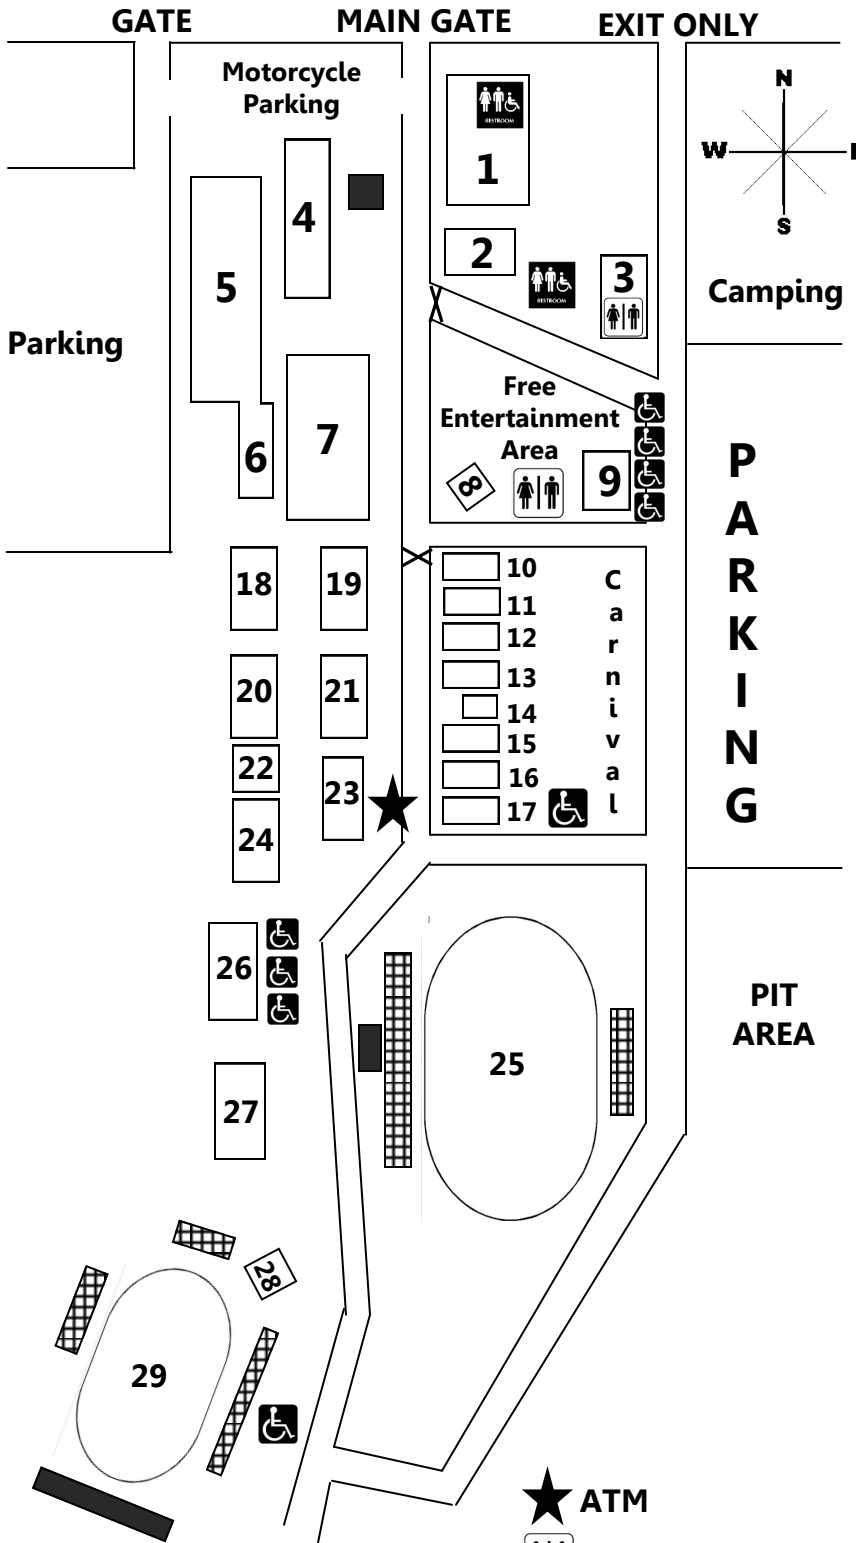 GATE
MAIN GATE
EXIT ONLY
Motorcycle
Parking
RESTROOM
N
W
S
1
4
2
3
RESTROOM
5
Camping
Parking
Free
Entertainment
Area
7
6
8
9
P
A
R
K
I
N
G
18
19
10
11
12
13
14
15
16
17
C
a
r
n
i
v
a
l
20
21
22
23
24
26
PIT
AREA
25
27
28
29
ATM